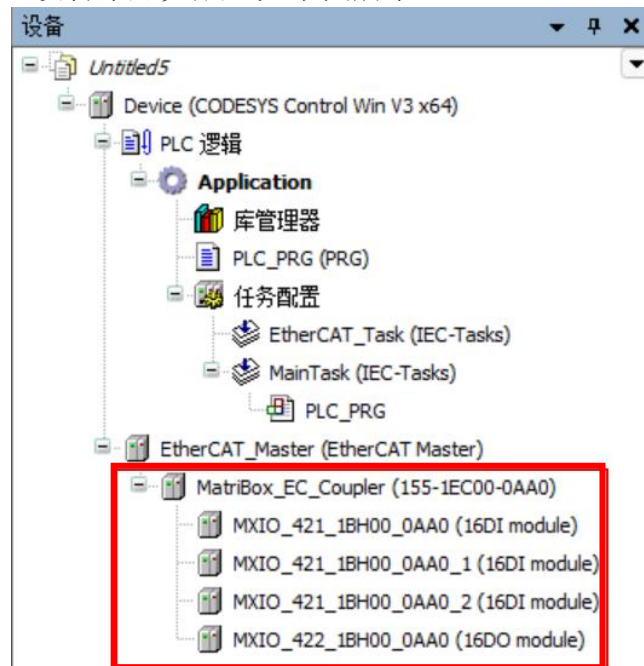 设备
Untitled5
Device (CODESYS Control Win V3 x64)
PLC 逻辑
Application
库管理器
PLC_PRG (PRG)
任务配置
EtherCAT_Task (IEC-Tasks)
MainTask (IEC-Tasks)
PLC_PRG
EtherCAT_Master (EtherCAT Master)
MatriBox_EC_Coupler (155-1EC00-0AA0)
MXIO_421_1BH00_0AA0 (16DI module)
MXIO_421_1BH00_0AA0_1 (16DI module)
MXIO_421_1BH00_0AA0_2 (16DI module)
MXIO_422_1BH00_0AA0 (16DO module)